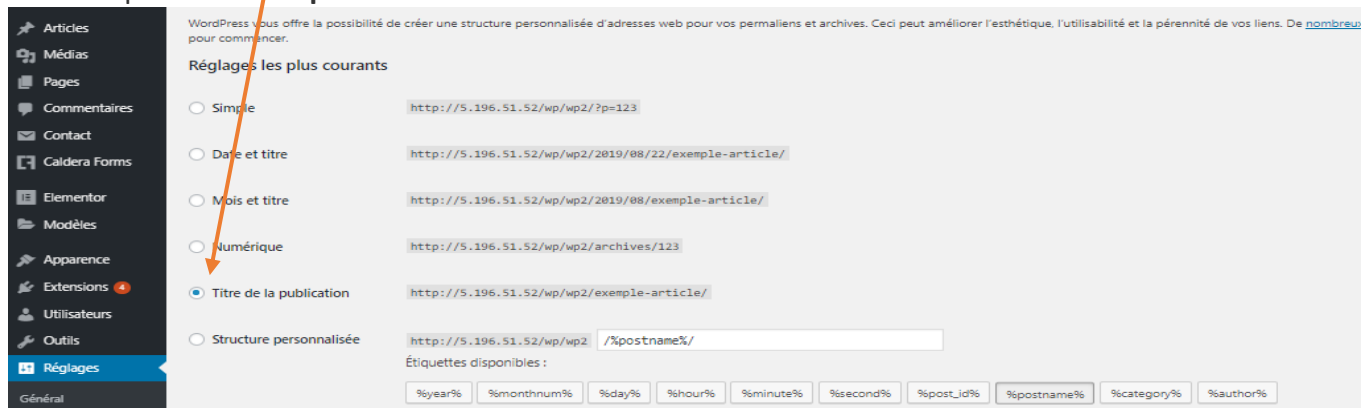 Articles
Médias
Pages
Commentaires
Contact
Caldera Forms
Elementor
Modèles
Apparence
Extensions 4
Utilisateurs
Outils
Réglages
Général
WordPress vous offre la possibilité de créer une structure personnalisée d'adresses web pour vos permaliens et archives. Ceci peut améliorer l'esthétique, l'utilisabilité et la pérennité de vos liens. De nombreux
pour commencer.
Réglages les plus courants
Simple http://5.196.51.52/wp/wp2/?p=123
Date et titre http://5.196.51.52/wp/wp2/2019/08/22/exemple-article/
Mois et titre http://5.196.51.52/wp/wp2/2019/08/exemple-article/
Numérique http://5.196.51.52/wp/wp2/archives/123
Titre de la publication http://5.196.51.52/wp/wp2/exemple-article/
Structure personnalisée http://5.196.51.52/wp/wp2 /%postname%/
Étiquettes disponibles :
%year% %monthnum% %day% %hour% %minute% %second% %post_id% %postname% %category% %author%